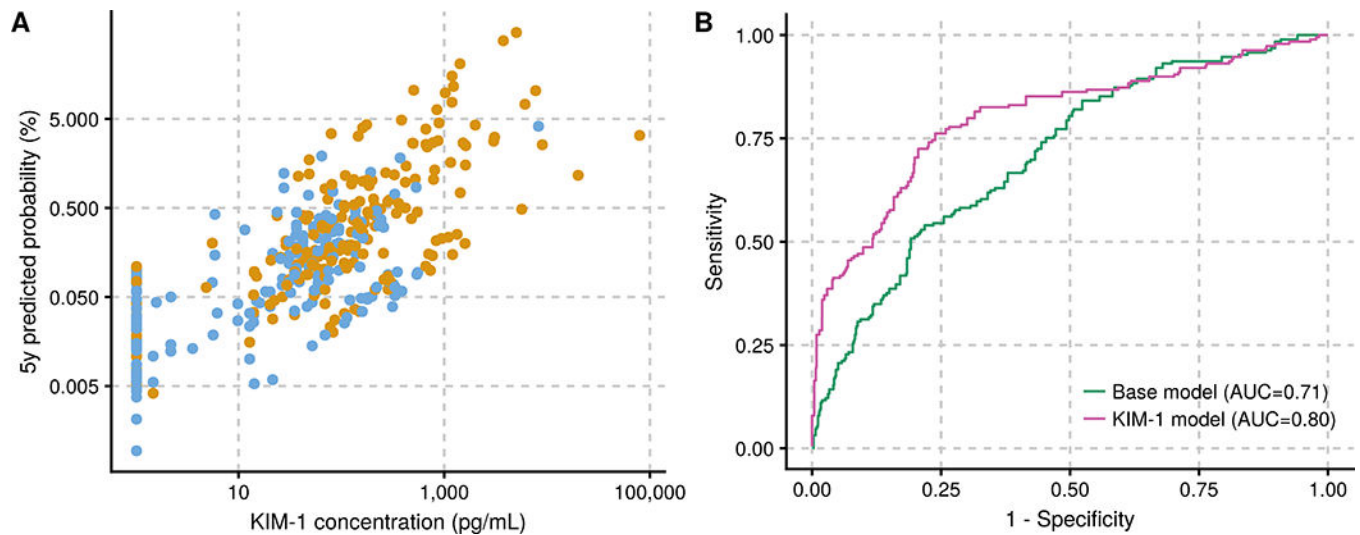 A
5y predicted probability (%)
5.000
0.500
0.050
0.005
10
1,000
100,000
KIM-1 concentration (pg/mL)
B
Sensitivity
1.00
0.75
0.50
0.25
0.00
Base model (AUC=0.71)
KIM-1 model (AUC=0.80)
0.00
0.25
0.50
0.75
1.00
1 - Specificity